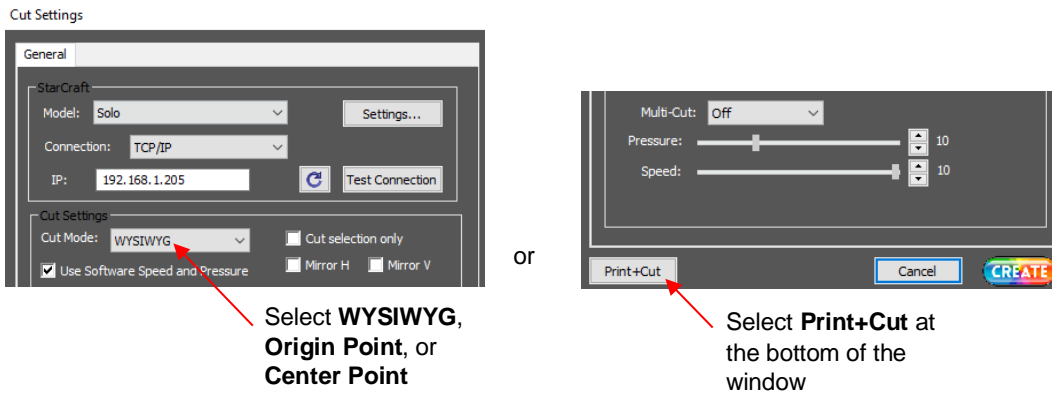 Cut Settings
General
StarCraft
Model: Solo Settings...
Connection: TCP/IP
IP: 192.168.1.205 Test Connection
Cut Settings
Cut Mode: WYSIWYG Cut selection only
Use Software Speed and Pressure Mirror H Mirror V
Select WYSIWYG,
Origin Point, or
Center Point
or
Multi-Cut: Off
Pressure: 10
Speed: 10
Print+Cut Cancel CREATE
Select Print+Cut at
the bottom of the
window